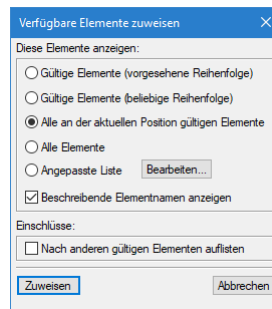 Verfügbare Elemente zuweisen
Diese Elemente anzeigen:
Gültige Elemente (vorgesehene Reihenfolge)
Gültige Elemente (beliebige Reihenfolge)
Alle an der aktuellen Position gültigen Elemente
Alle Elemente
Angepasste Liste Bearbeiten...
Beschreibende Elementnamen anzeigen
Einschlüsse:
Nach anderen gültigen Elementen auflisten
Zuweisen Abbrechen